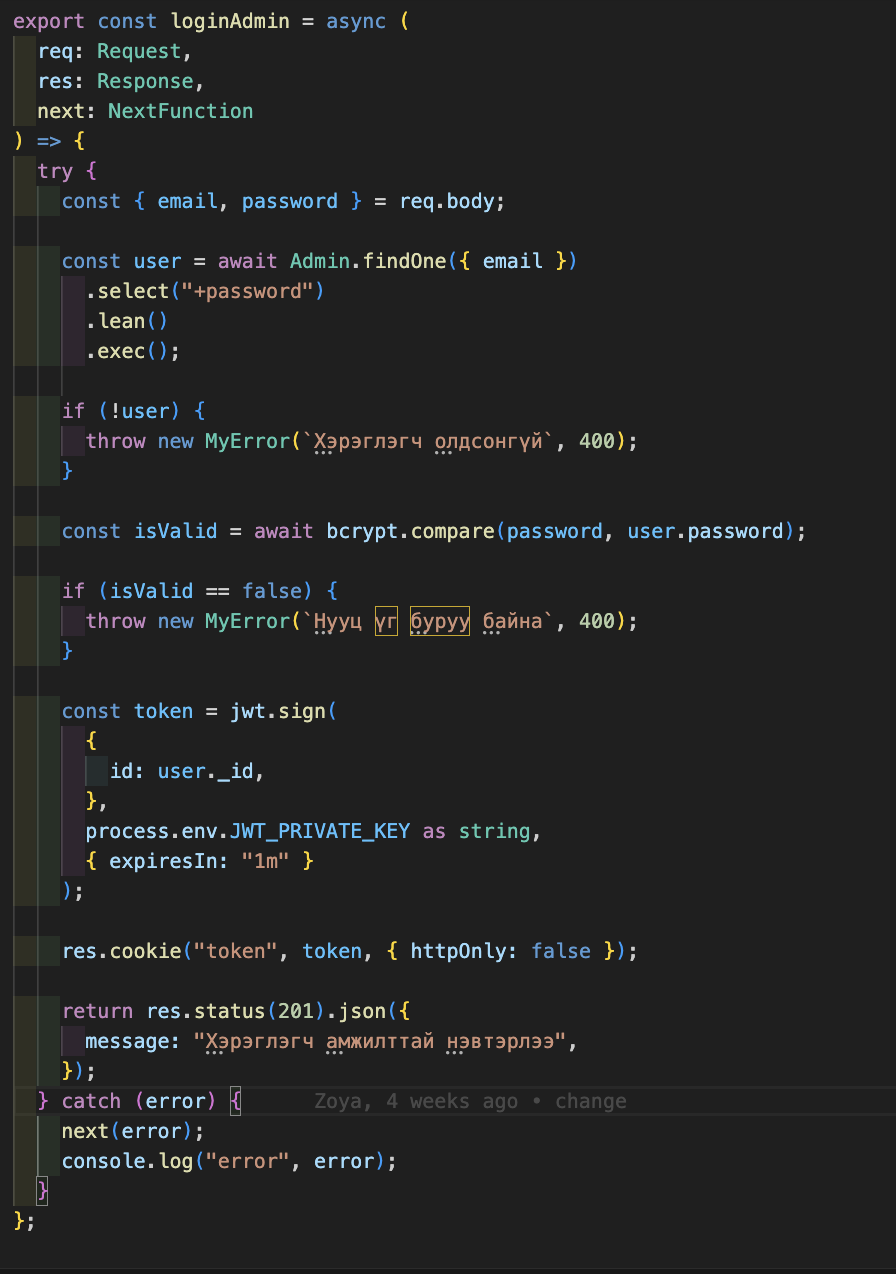 export const loginAdmin = async (
req: Request,
res: Response,
next: NextFunction
) => {
try {
const { email, password } = req.body;
const user = await Admin.findOne({ email })
.select("+password")
.lean()
.exec();
if (!user) {
throw new MyError(`Хэрэглэгч олдсонгүй`, 400);
}
const isValid = await bcrypt.compare(password, user.password);
if (isValid == false) {
throw new MyError(`Нууц үг буруу байна`, 400);
}
const token = jwt.sign(
{
id: user._id,
},
process.env.JWT_PRIVATE_KEY as string,
{ expiresIn: "1m" }
);
res.cookie("token", token, { httpOnly: false });
return res.status(201).json({
message: "Хэрэглэгч амжилттай нэвтэрлээ",
});
} catch (error) { Zoya, 4 weeks ago • change
next(error);
console.log("error", error);
}
};